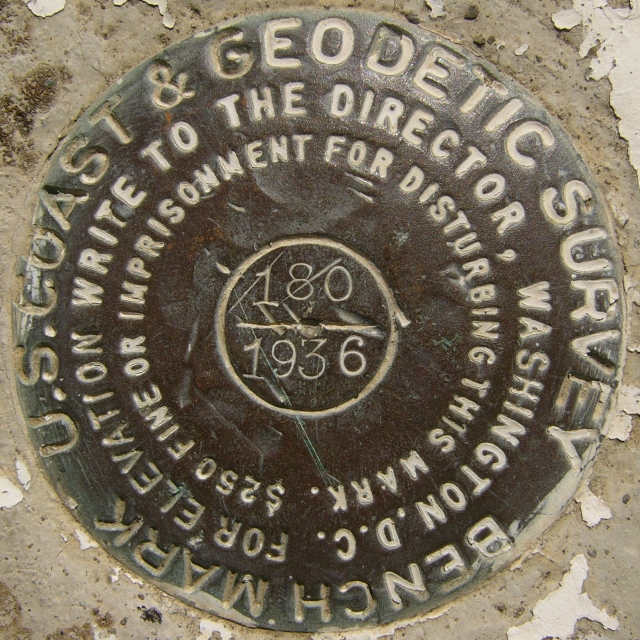 U.S. COAST & GEODETIC SURVEY
BENCH MARK
FOR ELEVATION WRITE TO THE DIRECTOR, WASHINGTON, D.C.
$250 FINE OR IMPRISONMENT FOR DISTURBING THIS MARK.
180
1936